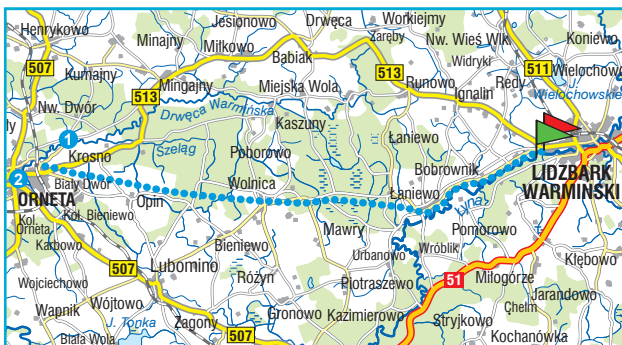 Henrykowo
Jesionowo
Drwęca
Workiejmy
Minajny
Miłkowo
Zaręby
Nw. Wieś Wlk.
Koniewo
507
Babiak
Widryki
511
Wielochowo
Kumajny
Mingajny
Miejska Wola
513
Runowo
Redy
J.
Wielochowskie
513
Ignalin
Nw. Dwór
Drwęca Warmińska
Kaszuny
1
Szeląg
Łaniewo
Krosno
Poborowo
Bobrownik
2
Biały Dwór
Wolnica
LIDZBARK
WARMIŃSKI
ORNETA
Opin
Łaniewo
Łyna
Kol.
Orneta
Kol. Bieniewo
Mawry
Pomorowo
Karbowo
Bieniewo
Wróblik
Urbanowo
Kłębowo
507
Lubomino
Wojciechowo
Różyn
Piotraszewo
51
Miłogórze
Jarandowo
Wójtowo
Wapnik
J. Tonka
Zagony
Gronowo
Kazimierowo
Chełm
Stryjkowo
Biała Wola
507
Kochanówka